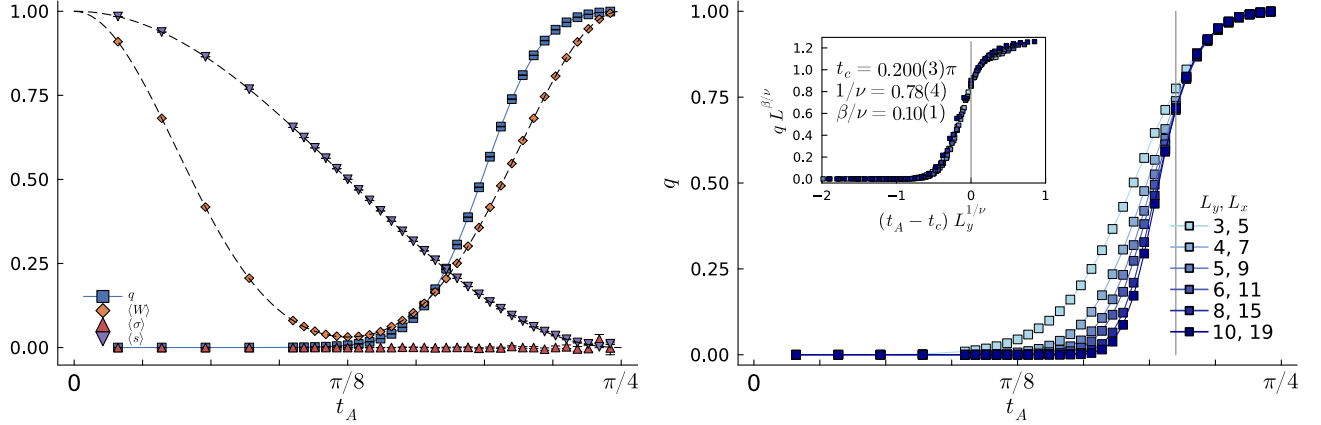 1.00
0.75
0.50
0.25
0.00
q
⟨W⟩
⟨σ⟩
⟨s⟩
0
π/8
π/4
t_A
1.00
0.75
0.50
0.25
0.00
q
1.2
1.0
0.8
0.6
0.4
0.2
0.0
q L^{β/ν}
t_c = 0.200(3)π
1/ν = 0.78(4)
β/ν = 0.10(1)
−2
−1
0
1
(t_A − t_c) L_y^{1/ν}
L_y, L_x
3, 5
4, 7
5, 9
6, 11
8, 15
10, 19
0
π/8
π/4
t_A